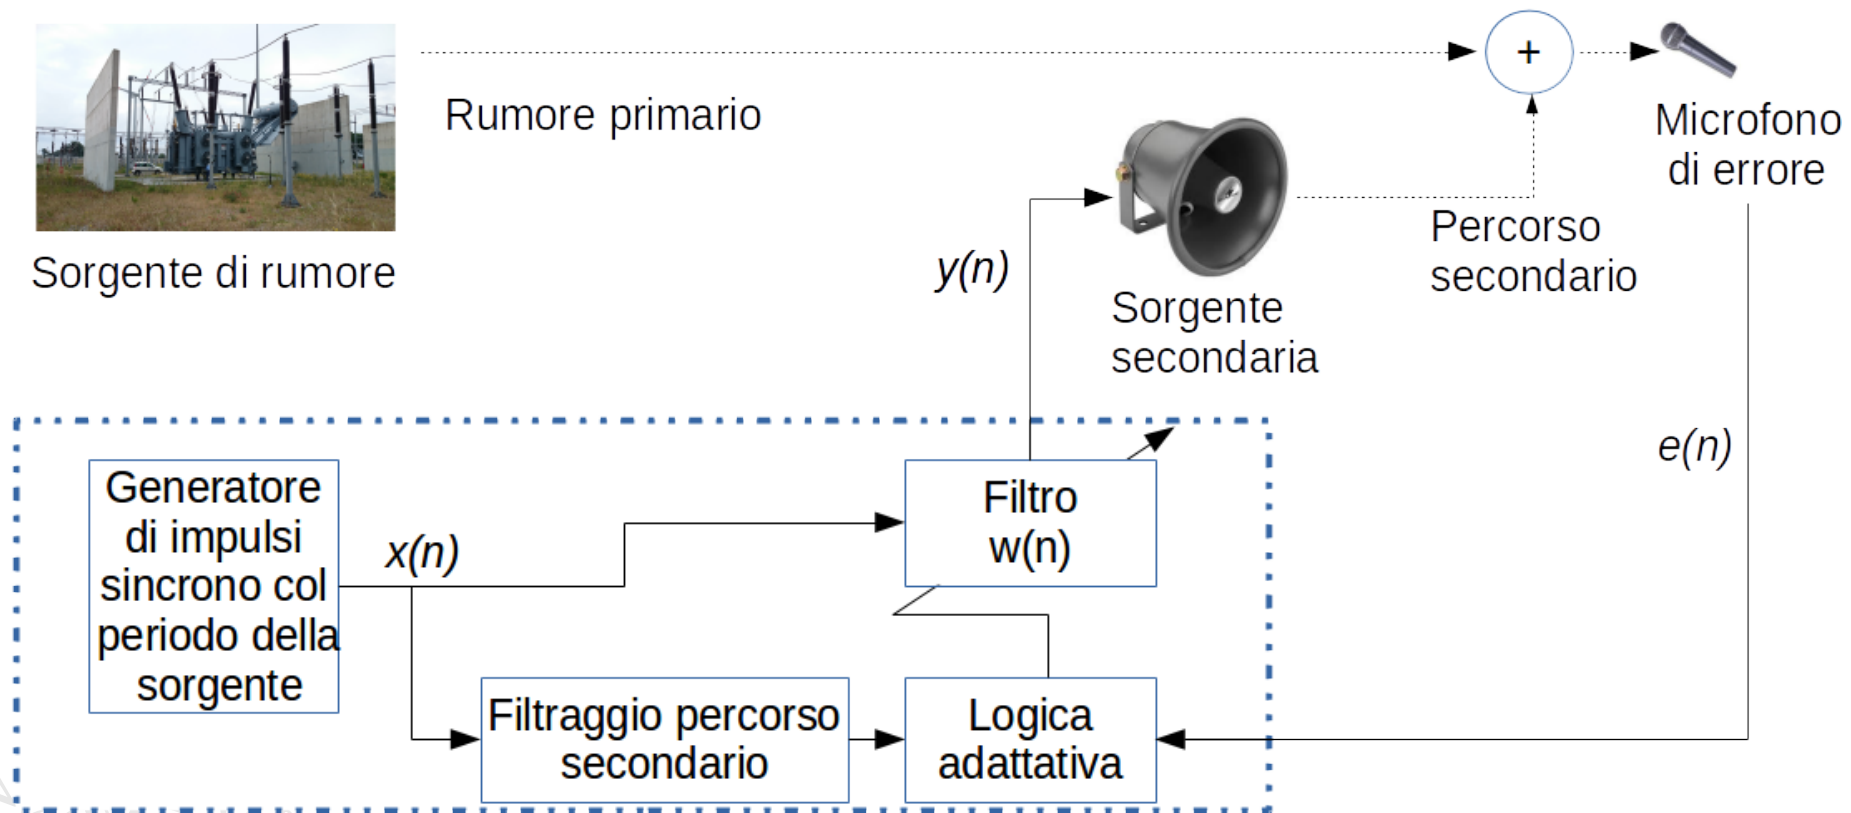 +
Rumore primario
Microfono
di errore
Sorgente di rumore
y(n)
Percorso
secondario
Sorgente
secondaria
e(n)
Generatore
di impulsi
sincrono col
periodo della
sorgente
x(n)
Filtro
w(n)
Filtraggio percorso
secondario
Logica
adattativa